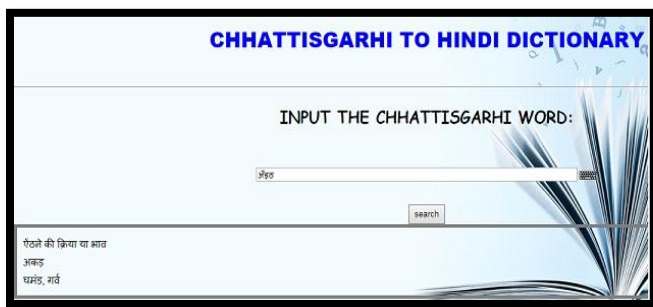 CHHATTISGARHI TO HINDI DICTIONARY
INPUT THE CHHATTISGARHI WORD:
अँइठ
search
ऐंठने की क्रिया या भाव
अकड़
घमंड, गर्व